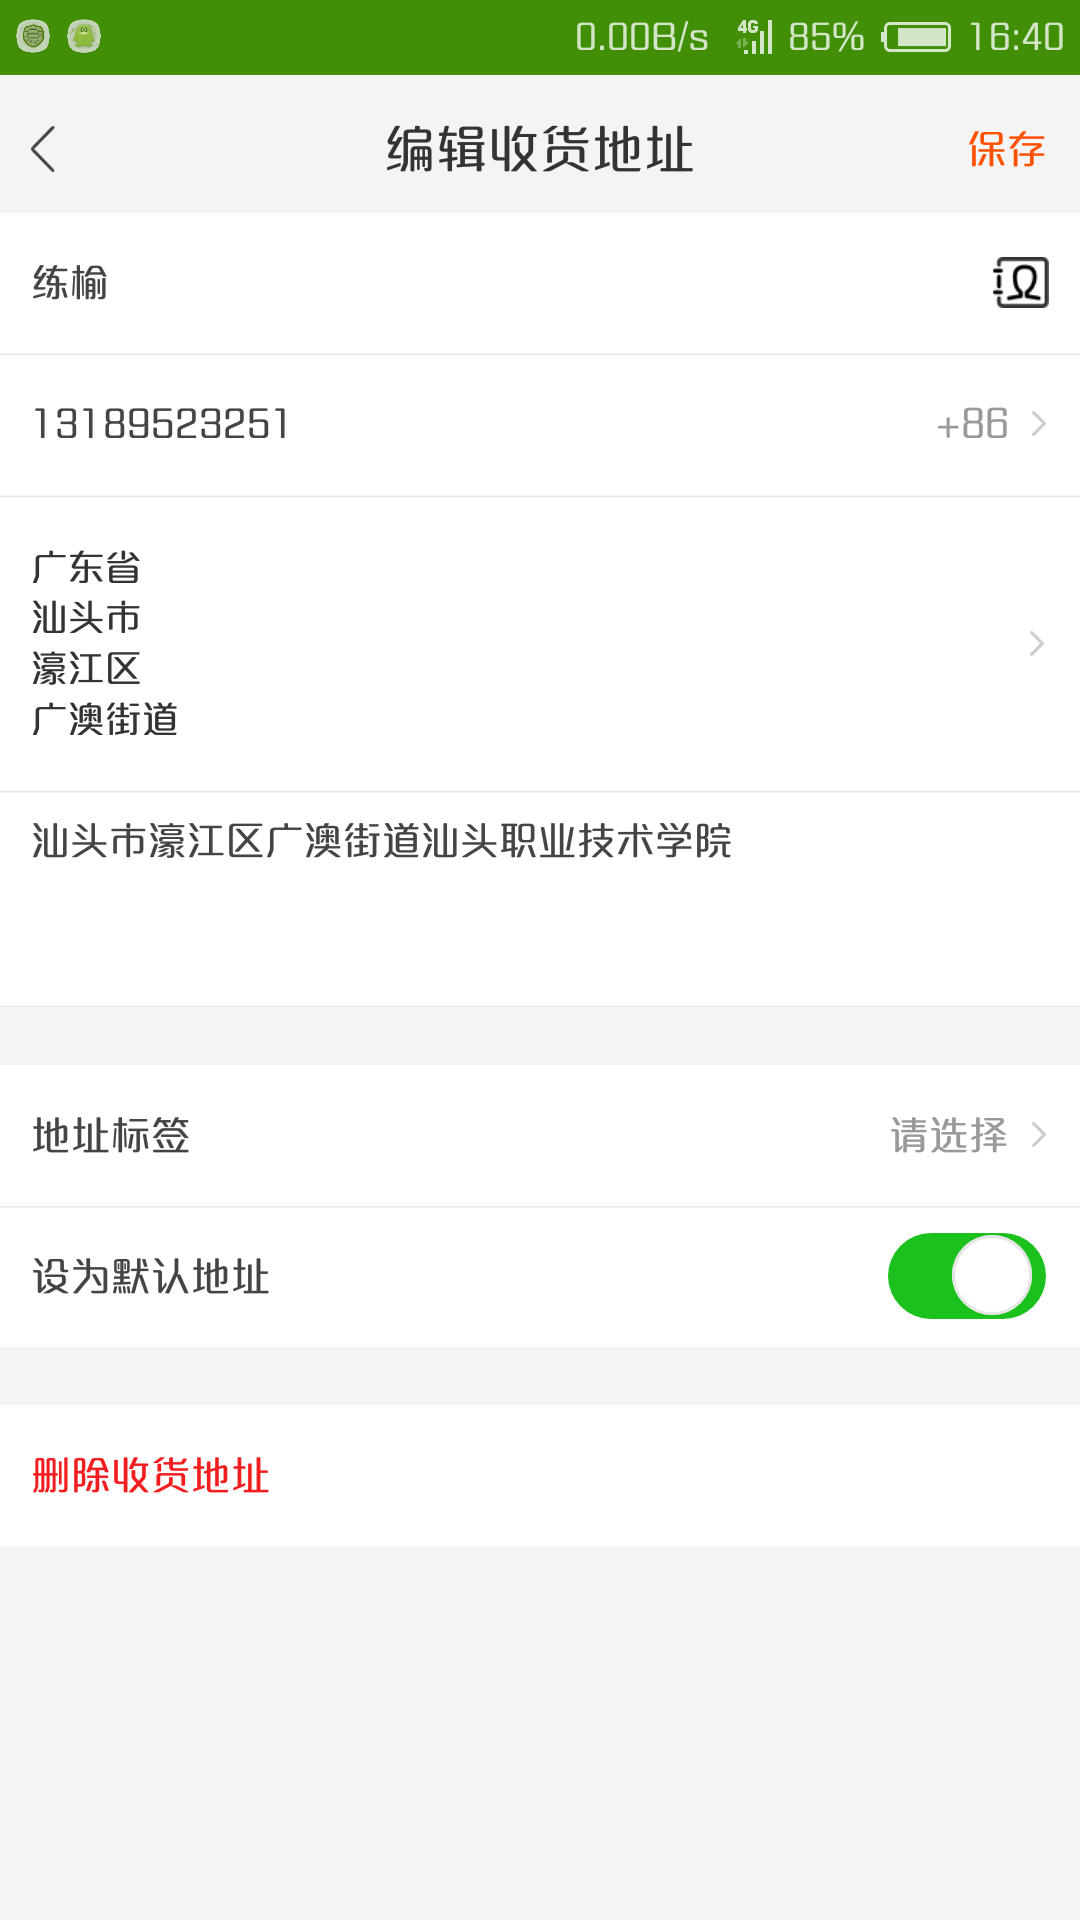 0.00B/s 4G 85% 16:40
编辑收货地址 保存
练榆
13189523251 +86
广东省
汕头市
濠江区
广澳街道
汕头市濠江区广澳街道汕头职业技术学院
地址标签 请选择
设为默认地址
删除收货地址